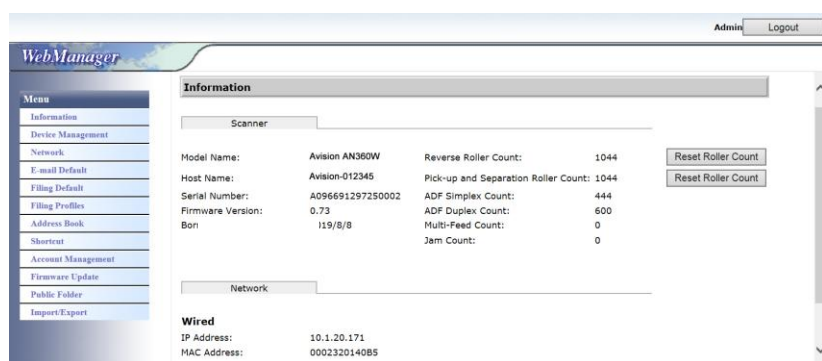 Admin Logout
WebManager
Information
Menu
Information
Device Management
Network
E-mail Default
Filing Default
Filing Profiles
Address Book
Shortcut
Account Management
Firmware Update
Public Folder
Import/Export
Scanner
Model Name: Avision AN360W Reverse Roller Count: 1044 Reset Roller Count
Host Name: Avision-012345 Pick-up and Separation Roller Count: 1044 Reset Roller Count
Serial Number: A096691297250002 ADF Simplex Count: 444
Firmware Version: 0.73 ADF Duplex Count: 600
19/8/8 Multi-Feed Count: 0
Jam Count: 0
Network
Wired
IP Address: 10.1.20.171
MAC Address: 0002320140B5